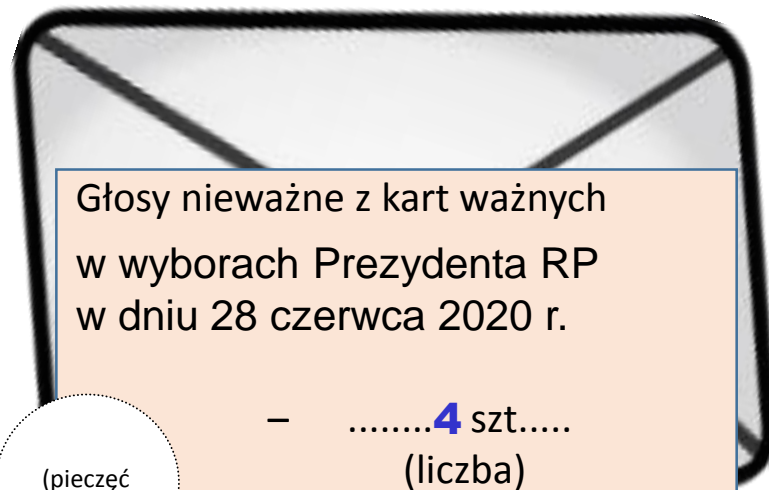 Głosy nieważne z kart ważnych
w wyborach Prezydenta RP
w dniu 28 czerwca 2020 r.
– ........4 szt.....
(liczba)
(pieczęć